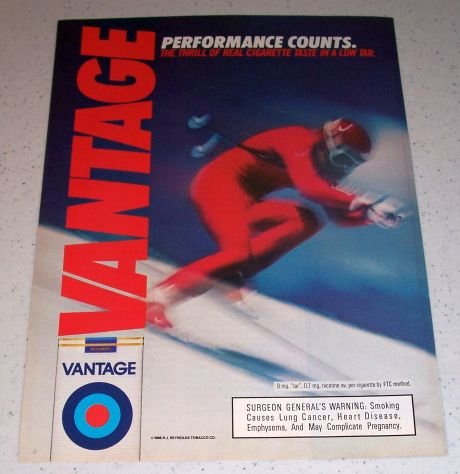 VANTAGE
PERFORMANCE COUNTS.
THE THRILL OF REAL CIGARETTE TASTE IN A LOW TAR.
VANTAGE
9 mg. "tar", 0.7 mg. nicotine av. per cigarette by FTC method.
SURGEON GENERAL'S WARNING: Smoking
Causes Lung Cancer, Heart Disease,
Emphysema, And May Complicate Pregnancy.
R.J. REYNOLDS TOBACCO CO.